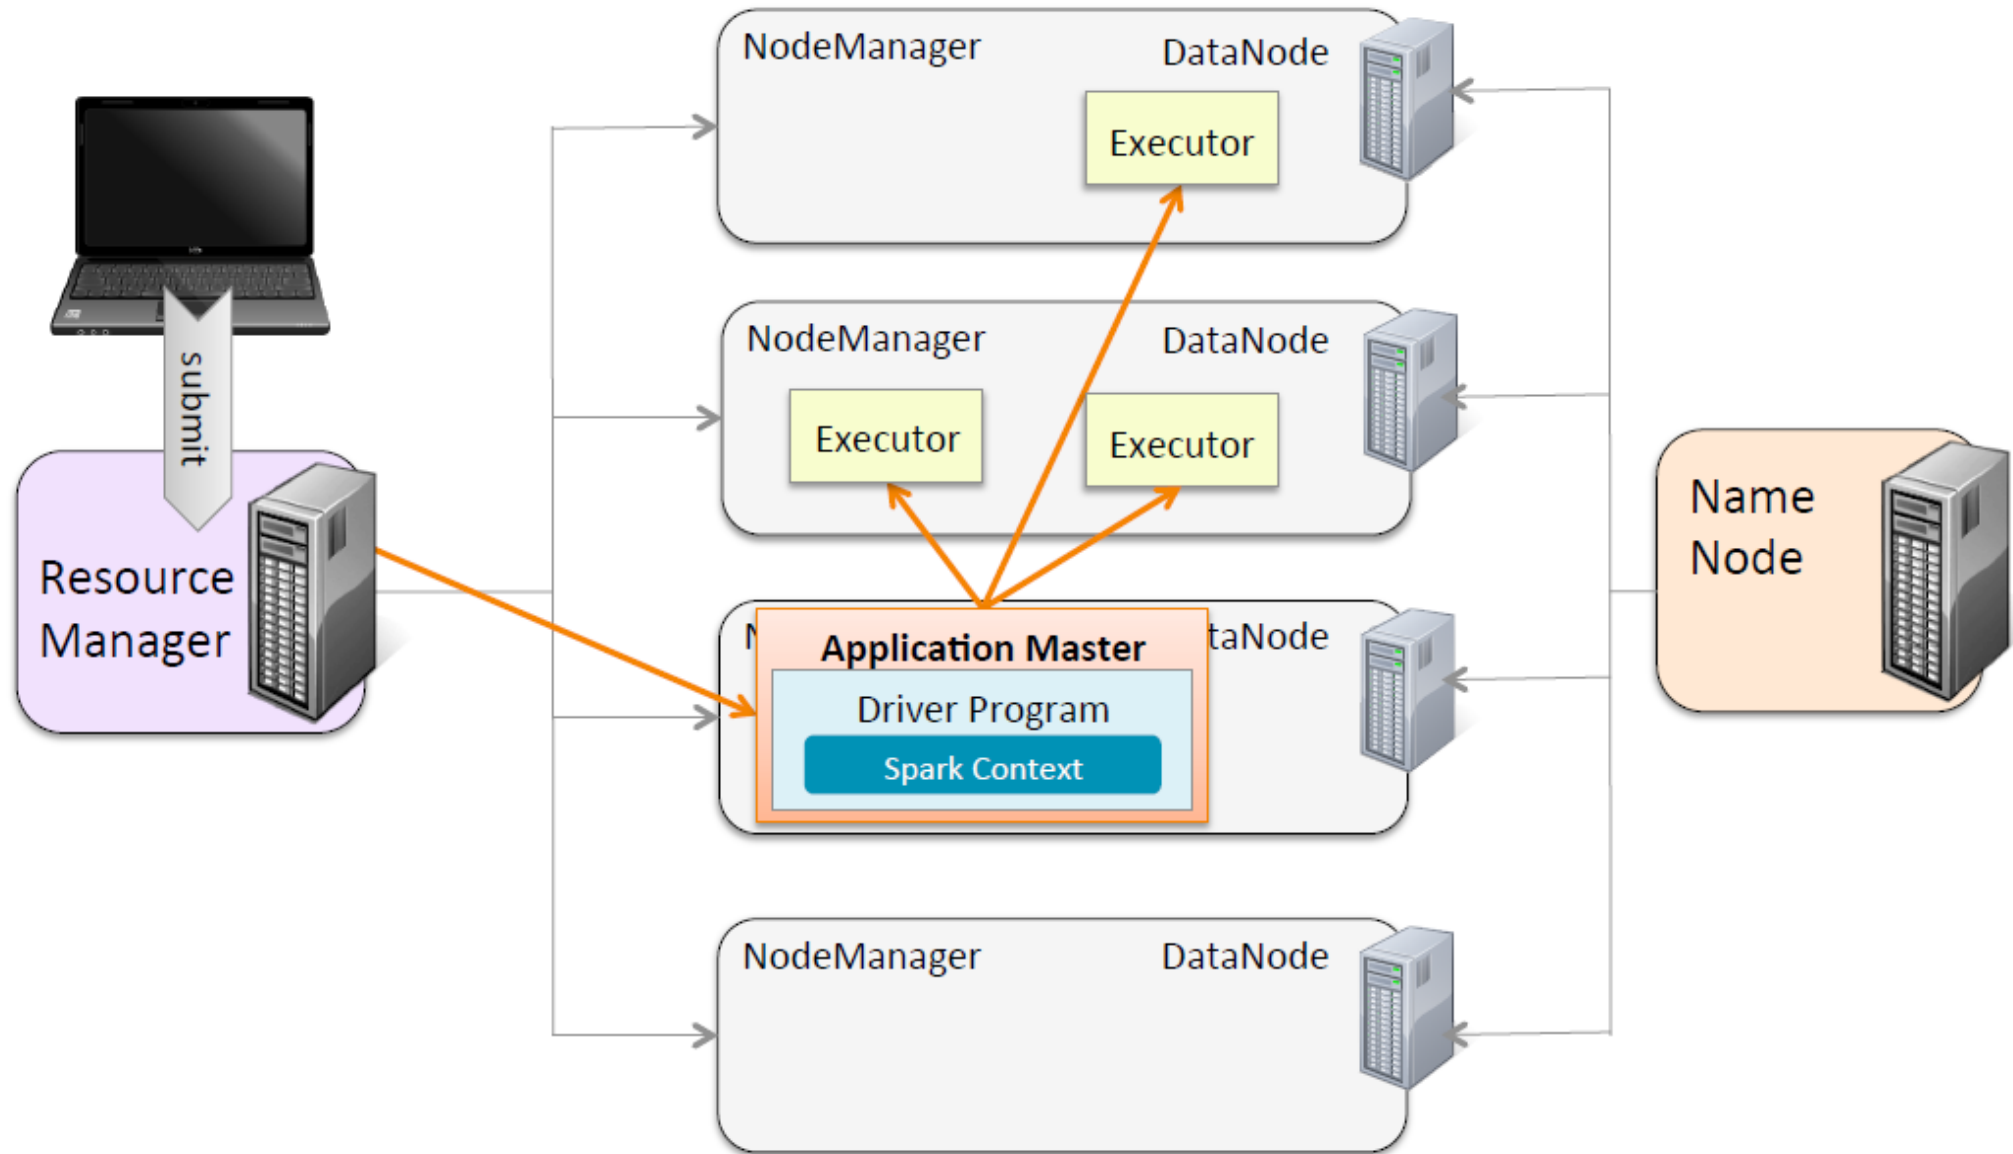 NodeManager
DataNode
Executor
submit
NodeManager
DataNode
Executor
Executor
Resource
Manager
Name
Node
Application Master
taNode
Driver Program
Spark Context
NodeManager
DataNode